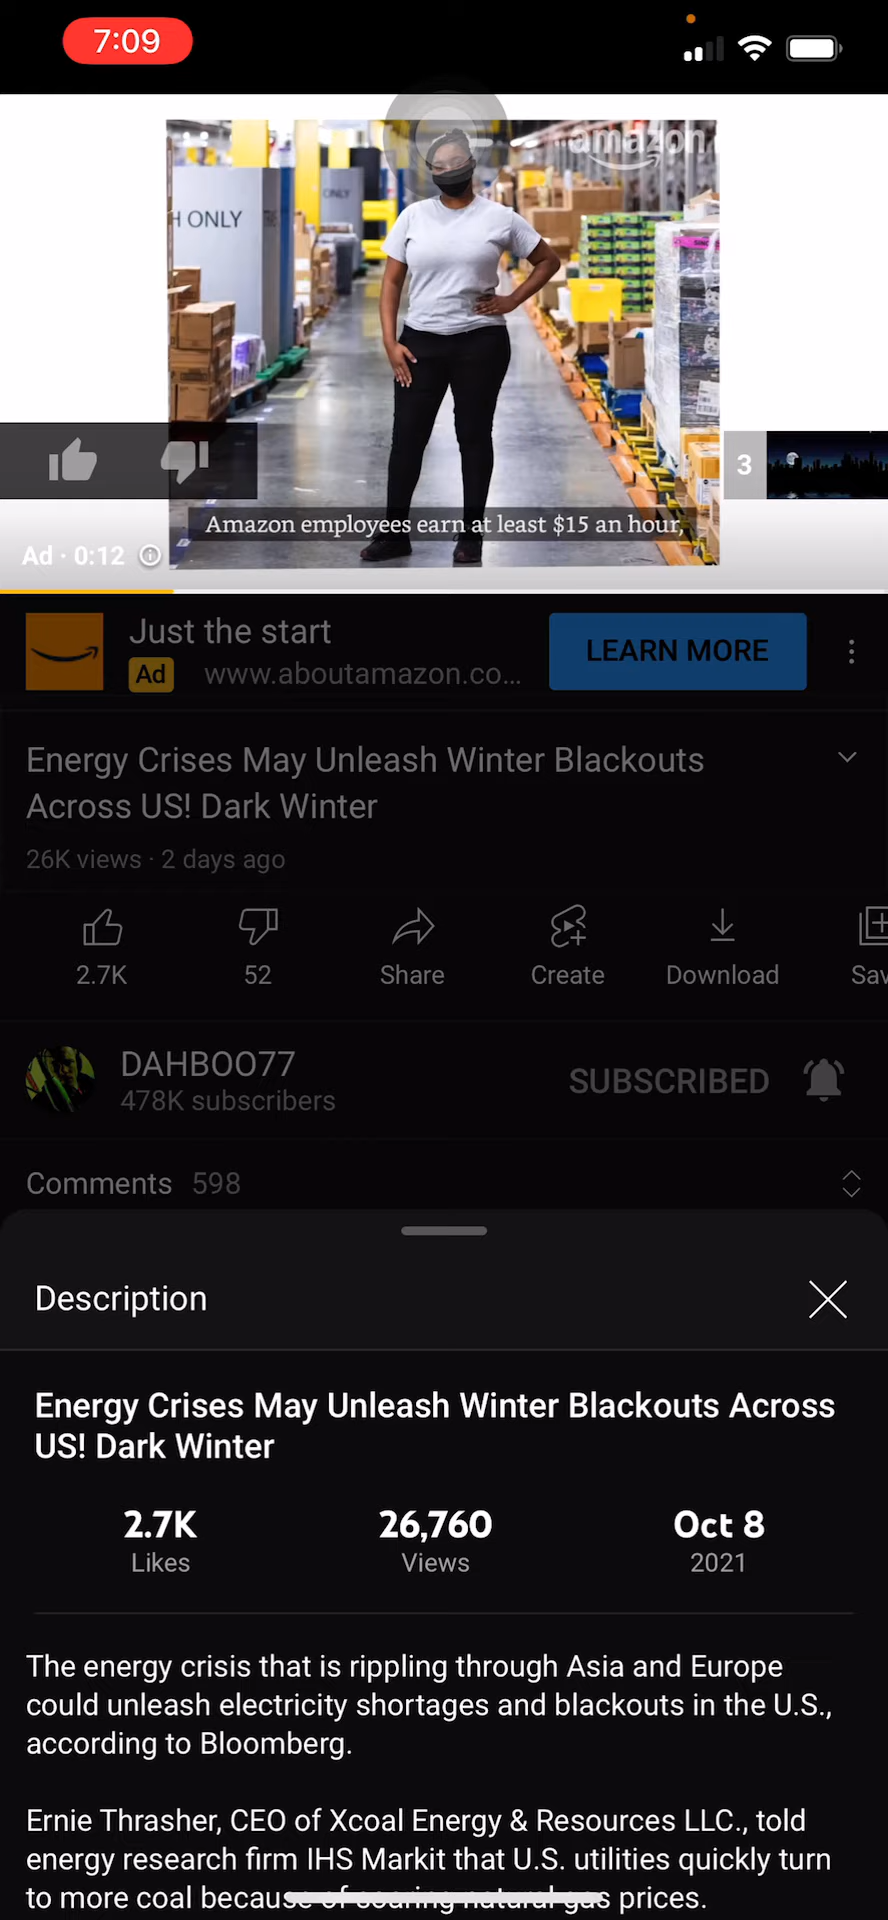 7:09
amazon
H ONLY
ONLY
3
Amazon employees earn at least $15 an hour,
Ad · 0:12
Just the start
LEARN MORE
Ad www.aboutamazon.co...
Energy Crises May Unleash Winter Blackouts
Across US! Dark Winter
26K views · 2 days ago
2.7K 52 Share Create Download Sav
DAHBOO77
478K subscribers
SUBSCRIBED
Comments 598
Description
Energy Crises May Unleash Winter Blackouts Across
US! Dark Winter
2.7K 26,760 Oct 8
Likes Views 2021
The energy crisis that is rippling through Asia and Europe
could unleash electricity shortages and blackouts in the U.S.,
according to Bloomberg.
Ernie Thrasher, CEO of Xcoal Energy & Resources LLC., told
energy research firm IHS Markit that U.S. utilities quickly turn
to more coal because of soaring natural gas prices.